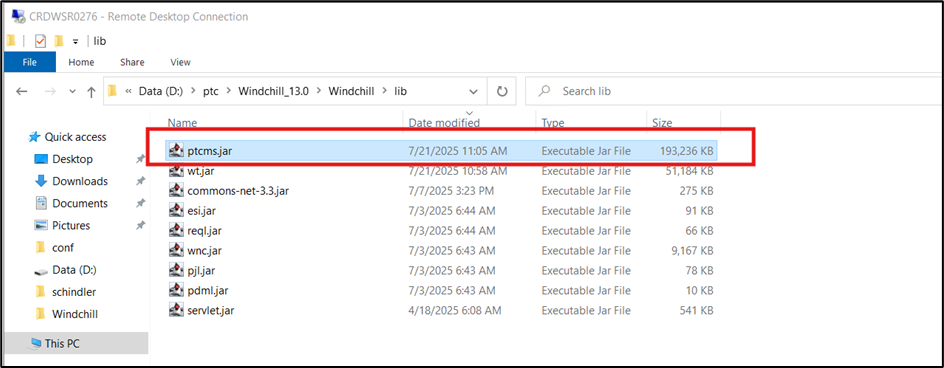 CRDWSR0276 - Remote Desktop Connection
lib
File Home Share View
« Data (D:) > ptc > Windchill_13.0 > Windchill > lib
Search lib
Name Date modified Type Size
Quick access
Desktop
Downloads
Documents
Pictures
conf
Data (D:)
schindler
Windchill
This PC
ptcms.jar 7/21/2025 11:05 AM Executable Jar File 193,236 KB
wt.jar 7/21/2025 10:58 AM Executable Jar File 51,184 KB
commons-net-3.3.jar 7/7/2025 3:23 PM Executable Jar File 275 KB
esi.jar 7/3/2025 6:44 AM Executable Jar File 91 KB
reql.jar 7/3/2025 6:44 AM Executable Jar File 66 KB
wnc.jar 7/3/2025 6:43 AM Executable Jar File 9,167 KB
pjl.jar 7/3/2025 6:43 AM Executable Jar File 78 KB
pdml.jar 7/3/2025 6:43 AM Executable Jar File 10 KB
servlet.jar 4/18/2025 6:08 AM Executable Jar File 541 KB